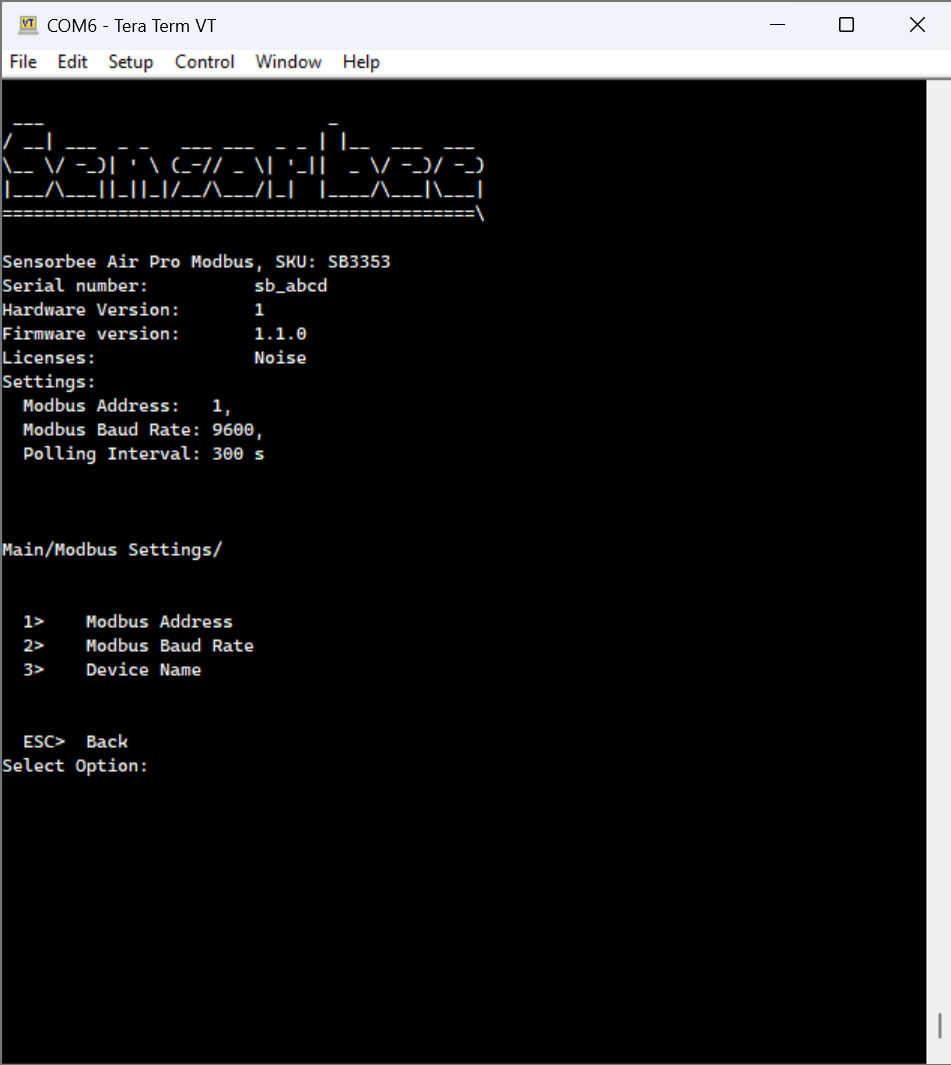 COM6 - Tera Term VT
File Edit Setup Control Window Help
Sensorbee
Sensorbee Air Pro Modbus, SKU: SB3353
Serial number: sb_abcd
Hardware Version: 1
Firmware version: 1.1.0
Licenses: Noise
Settings:
Modbus Address: 1,
Modbus Baud Rate: 9600,
Polling Interval: 300 s
Main/Modbus Settings/
1> Modbus Address
2> Modbus Baud Rate
3> Device Name
ESC> Back
Select Option: